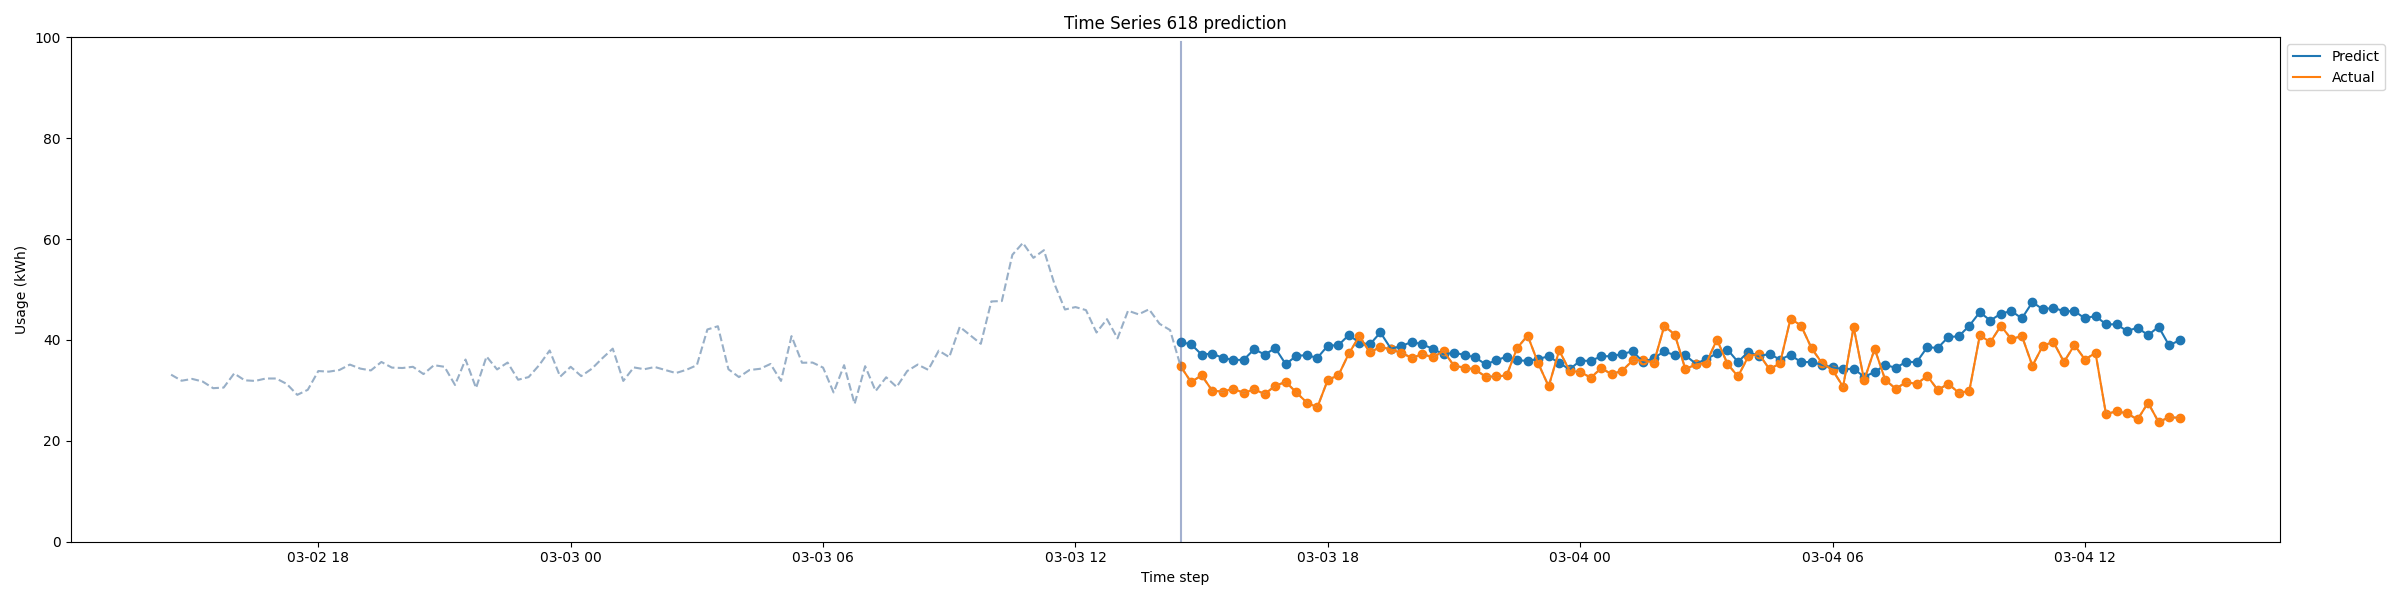 Time Series 618 prediction
100
80
60
40
20
0
Usage (kWh)
03-02 18
03-03 00
03-03 06
03-03 12
03-03 18
03-04 00
03-04 06
03-04 12
Time step
Predict
Actual